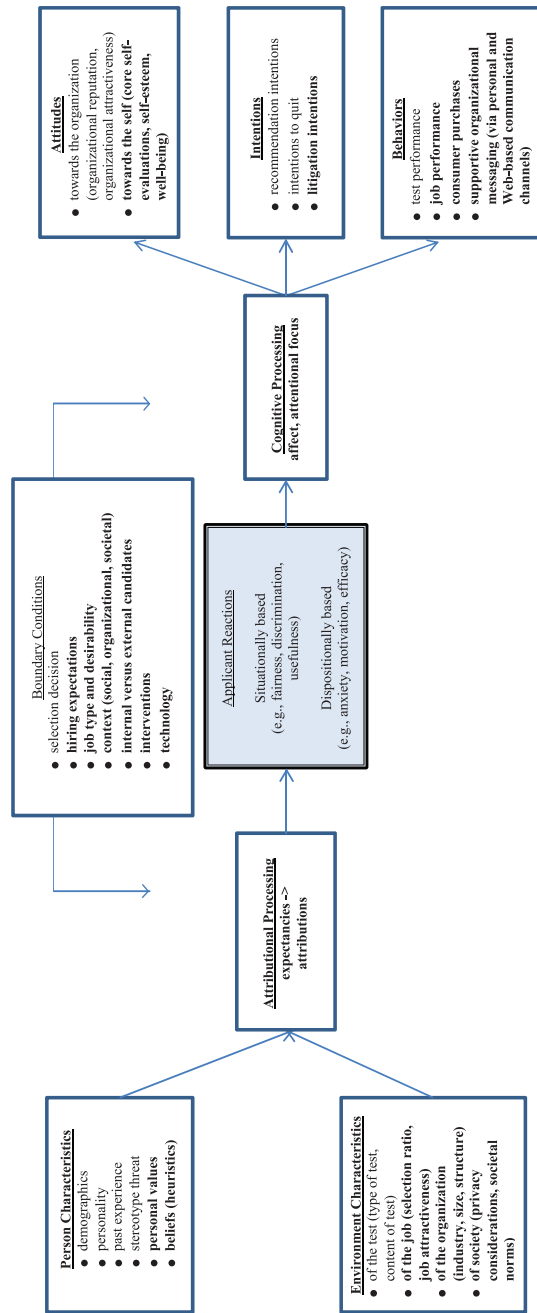 Person Characteristics
● demographics
● personality
● past experience
● stereotype threat
● personal values
● beliefs (heuristics)
Environment Characteristics
● of the test (type of test,
content of test)
● of the job (selection ratio,
job attractiveness)
● of the organization
(industry, size, structure)
● of society (privacy
considerations, societal
norms)
Attributional Processing
expectancies ->
attributions
Boundary Conditions
● selection decision
● hiring expectations
● job type and desirability
● context (social, organizational, societal)
● internal versus external candidates
● interventions
● technology
Applicant Reactions
Situationally based
(e.g., fairness, discrimination,
usefulness)
Dispositionally based
(e.g., anxiety, motivation, efficacy)
Cognitive Processing
affect, attentional focus
Attitudes
● towards the organization
(organizational reputation,
organizational attractiveness)
● towards the self (core self-
evaluations, self-esteem,
well-being)
Intentions
● recommendation intentions
● intentions to quit
● litigation intentions
Behaviors
● test performance
● job performance
● consumer purchases
● supportive organizational
messaging (via personal and
Web-based communication
channels)